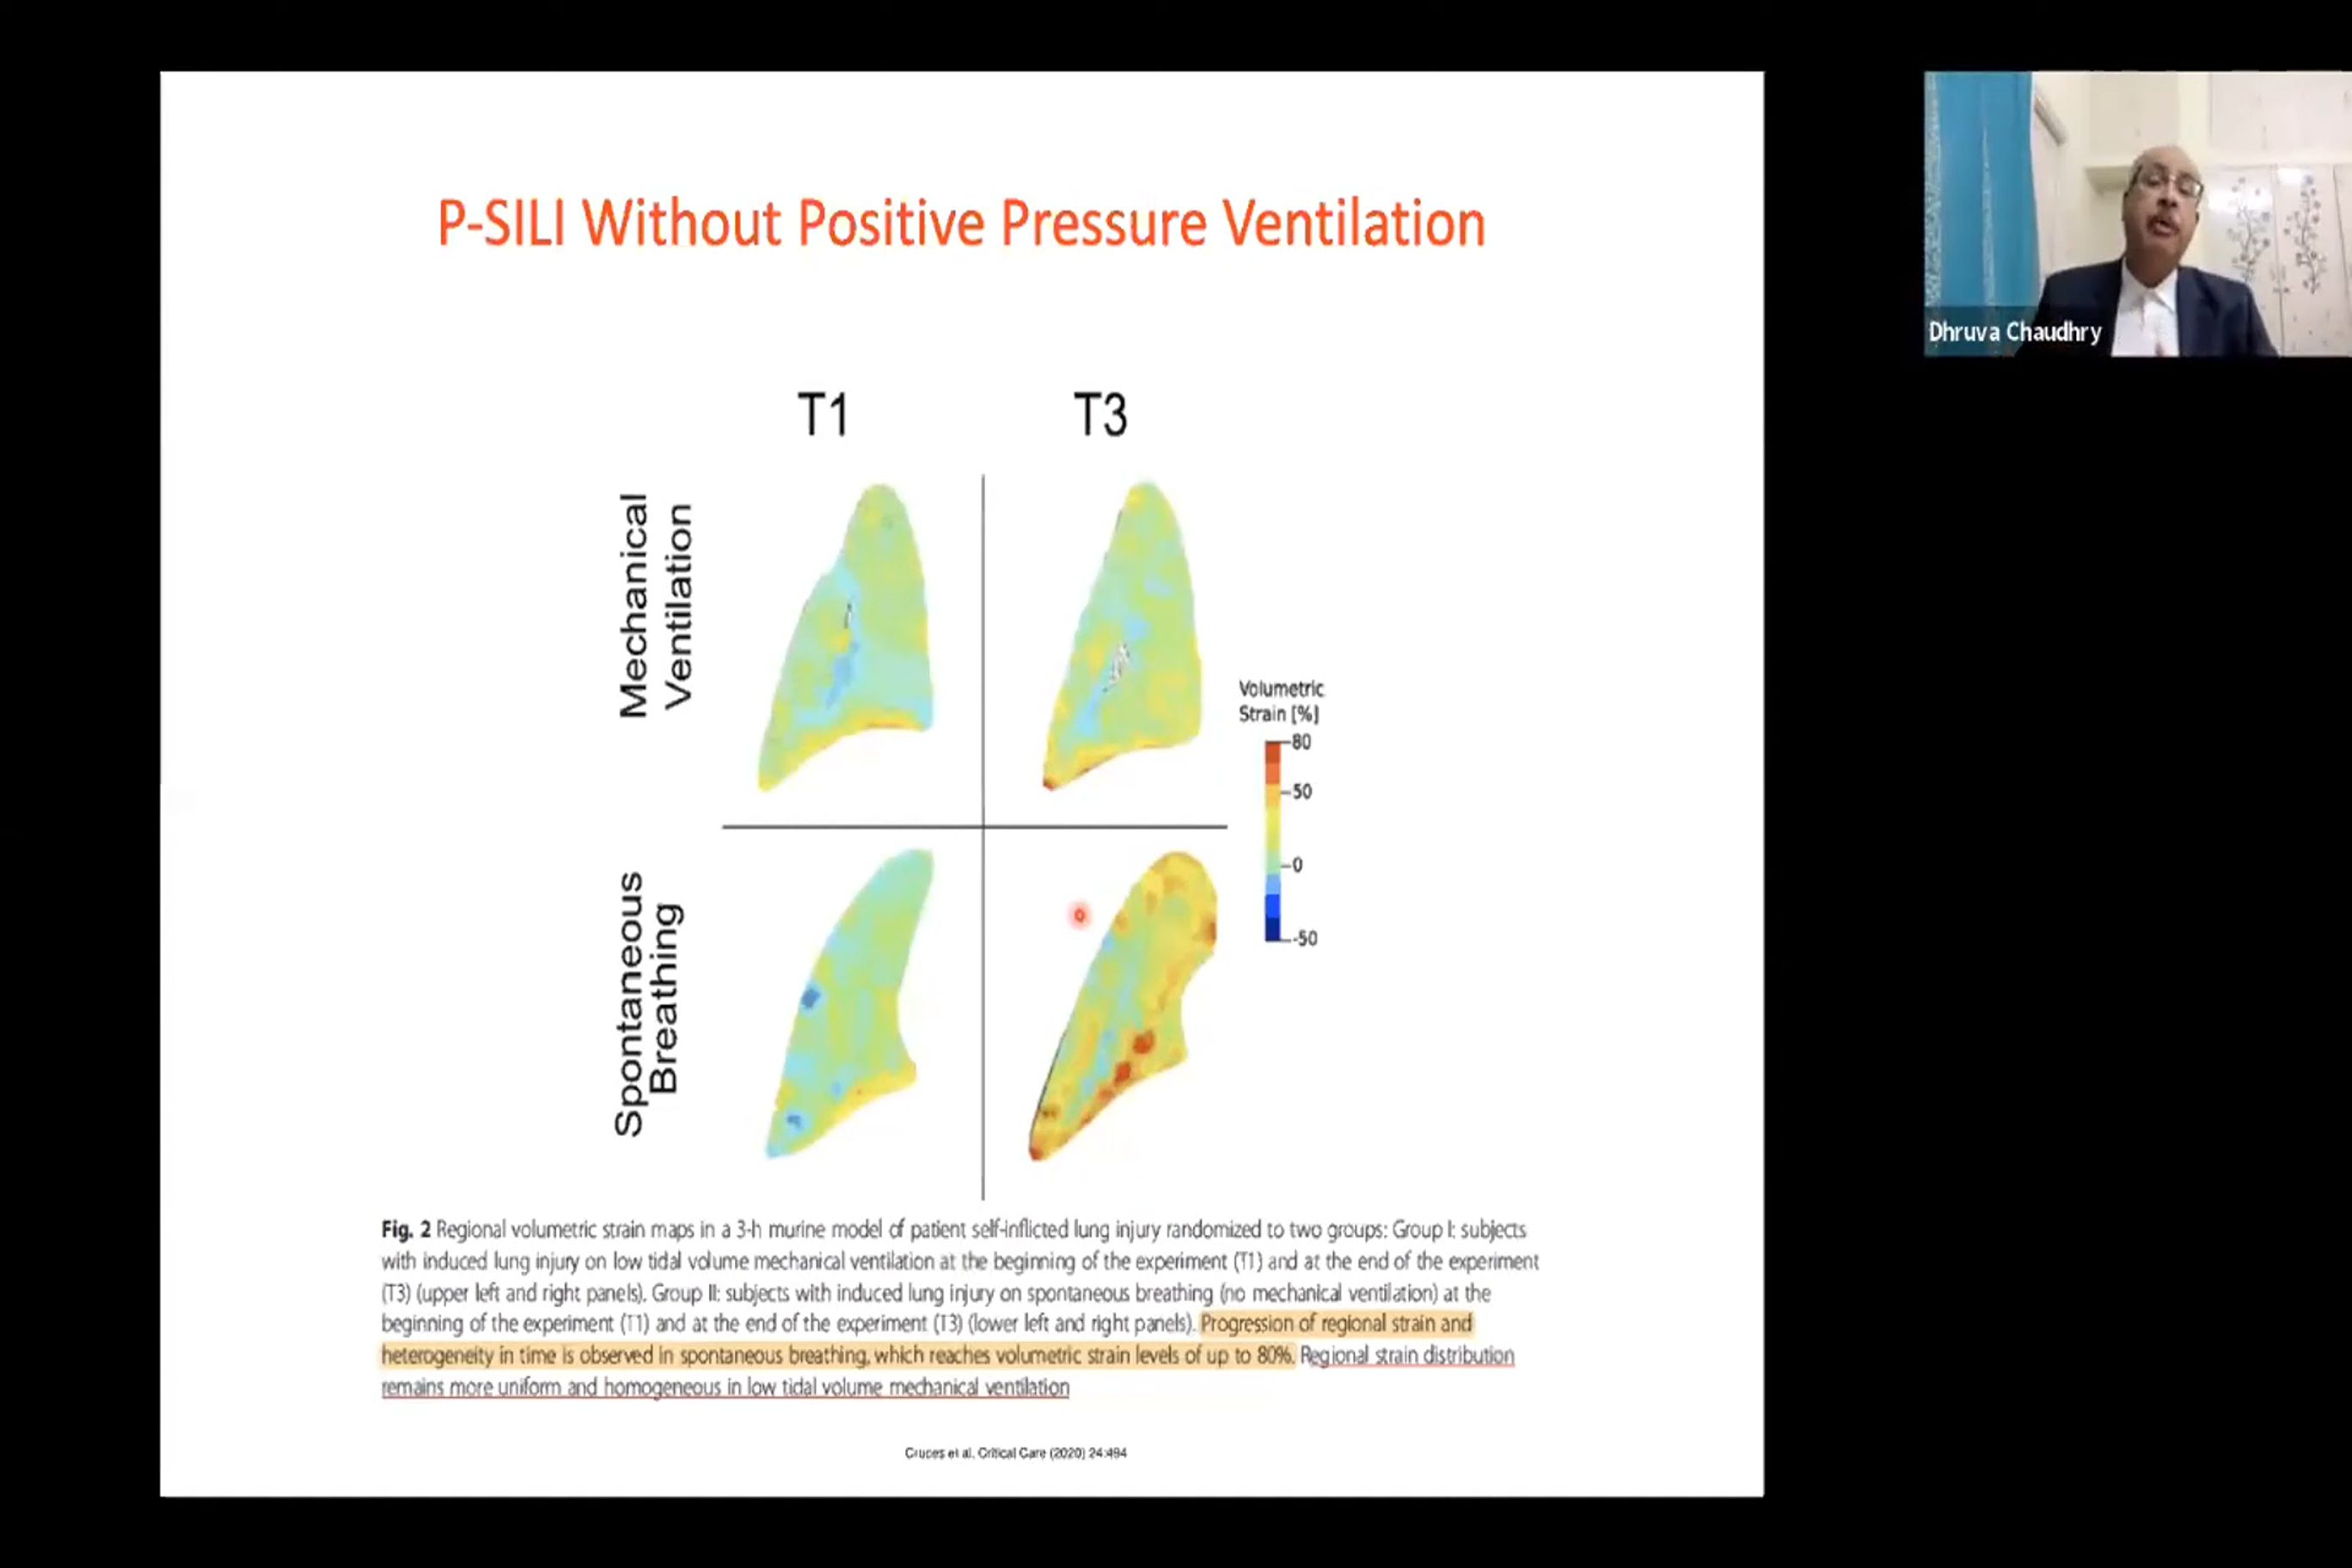 P-SILI Without Positive Pressure Ventilation
Dhruva Chaudhry
T1
T3
Mechanical
Ventilation
Volumetric
Strain [%]
80
50
0
-50
Spontaneous
Breathing
Fig. 2 Regional volumetric strain maps in a 3-h murine model of patient self-inflicted lung injury randomized to two groups: Group I: subjects
with induced lung injury on low tidal volume mechanical ventilation at the beginning of the experiment (T1) and at the end of the experiment
(T3) (upper left and right panels). Group II: subjects with induced lung injury on spontaneous breathing (no mechanical ventilation) at the
beginning of the experiment (T1) and at the end of the experiment (T3) (lower left and right panels). Progression of regional strain and
heterogeneity in time is observed in spontaneous breathing, which reaches volumetric strain levels of up to 80%. Regional strain distribution
remains more uniform and homogeneous in low tidal volume mechanical ventilation
Cruces et al. Critical Care (2020) 24:494